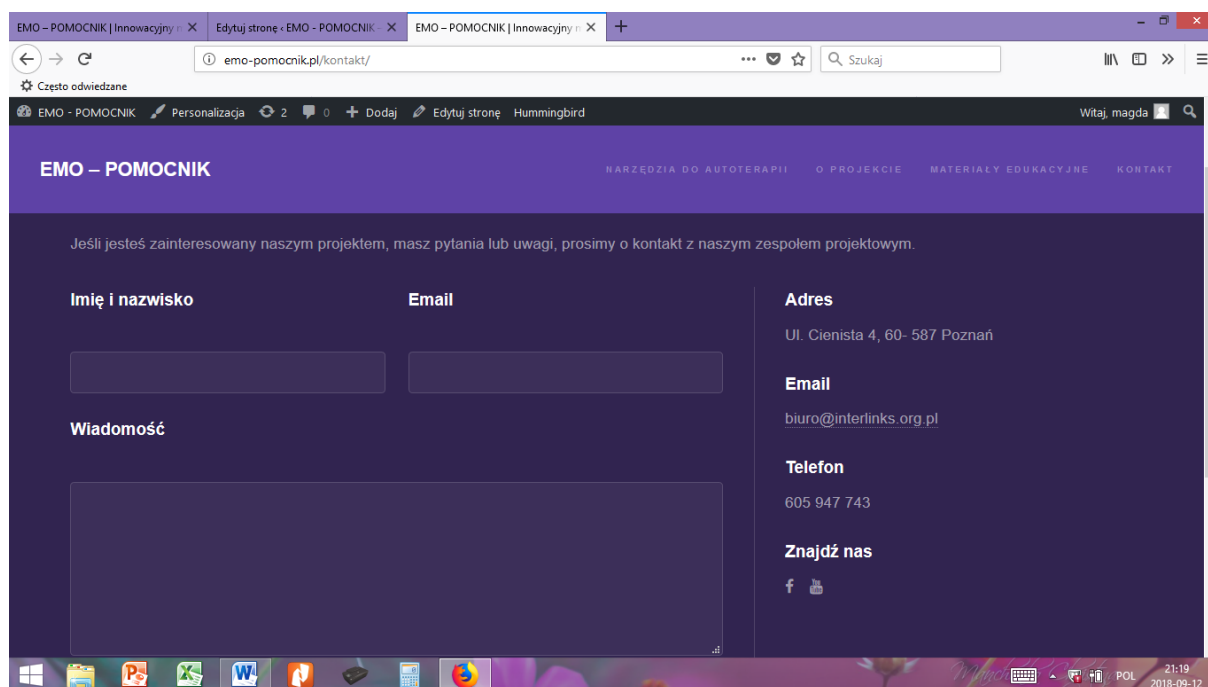 EMO – POMOCNIK | Innowacyjny n
Edytuj stronę ‹ EMO - POMOCNIK -
EMO – POMOCNIK | Innowacyjny n
emo-pomocnik.pl/kontakt/
Szukaj
Często odwiedzane
EMO - POMOCNIK Personalizacja 2 0 Dodaj Edytuj stronę Hummingbird Witaj, magda
EMO – POMOCNIK
NARZĘDZIA DO AUTOTERAPII O PROJEKCIE MATERIAŁY EDUKACYJNE KONTAKT
Jeśli jesteś zainteresowany naszym projektem, masz pytania lub uwagi, prosimy o kontakt z naszym zespołem projektowym.
Imię i nazwisko
Email
Wiadomość
Adres
Ul. Cienista 4, 60- 587 Poznań
Email
biuro@interlinks.org.pl
Telefon
605 947 743
Znajdź nas
POL
21:19
2018-09-12